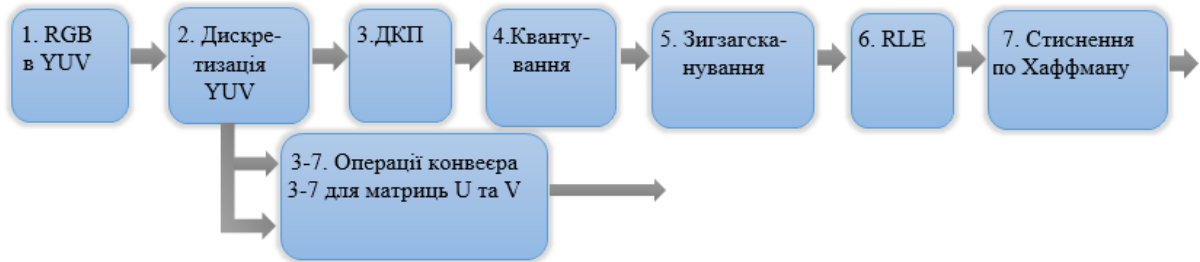 1. RGB
в YUV
2. Дискре-
тизація
YUV
3.ДКП
4.Кванту-
вання
5. Зигзагска-
нування
6. RLE
7. Стиснення
по Хаффману
3-7. Операції конвеєра
3-7 для матриць U та V